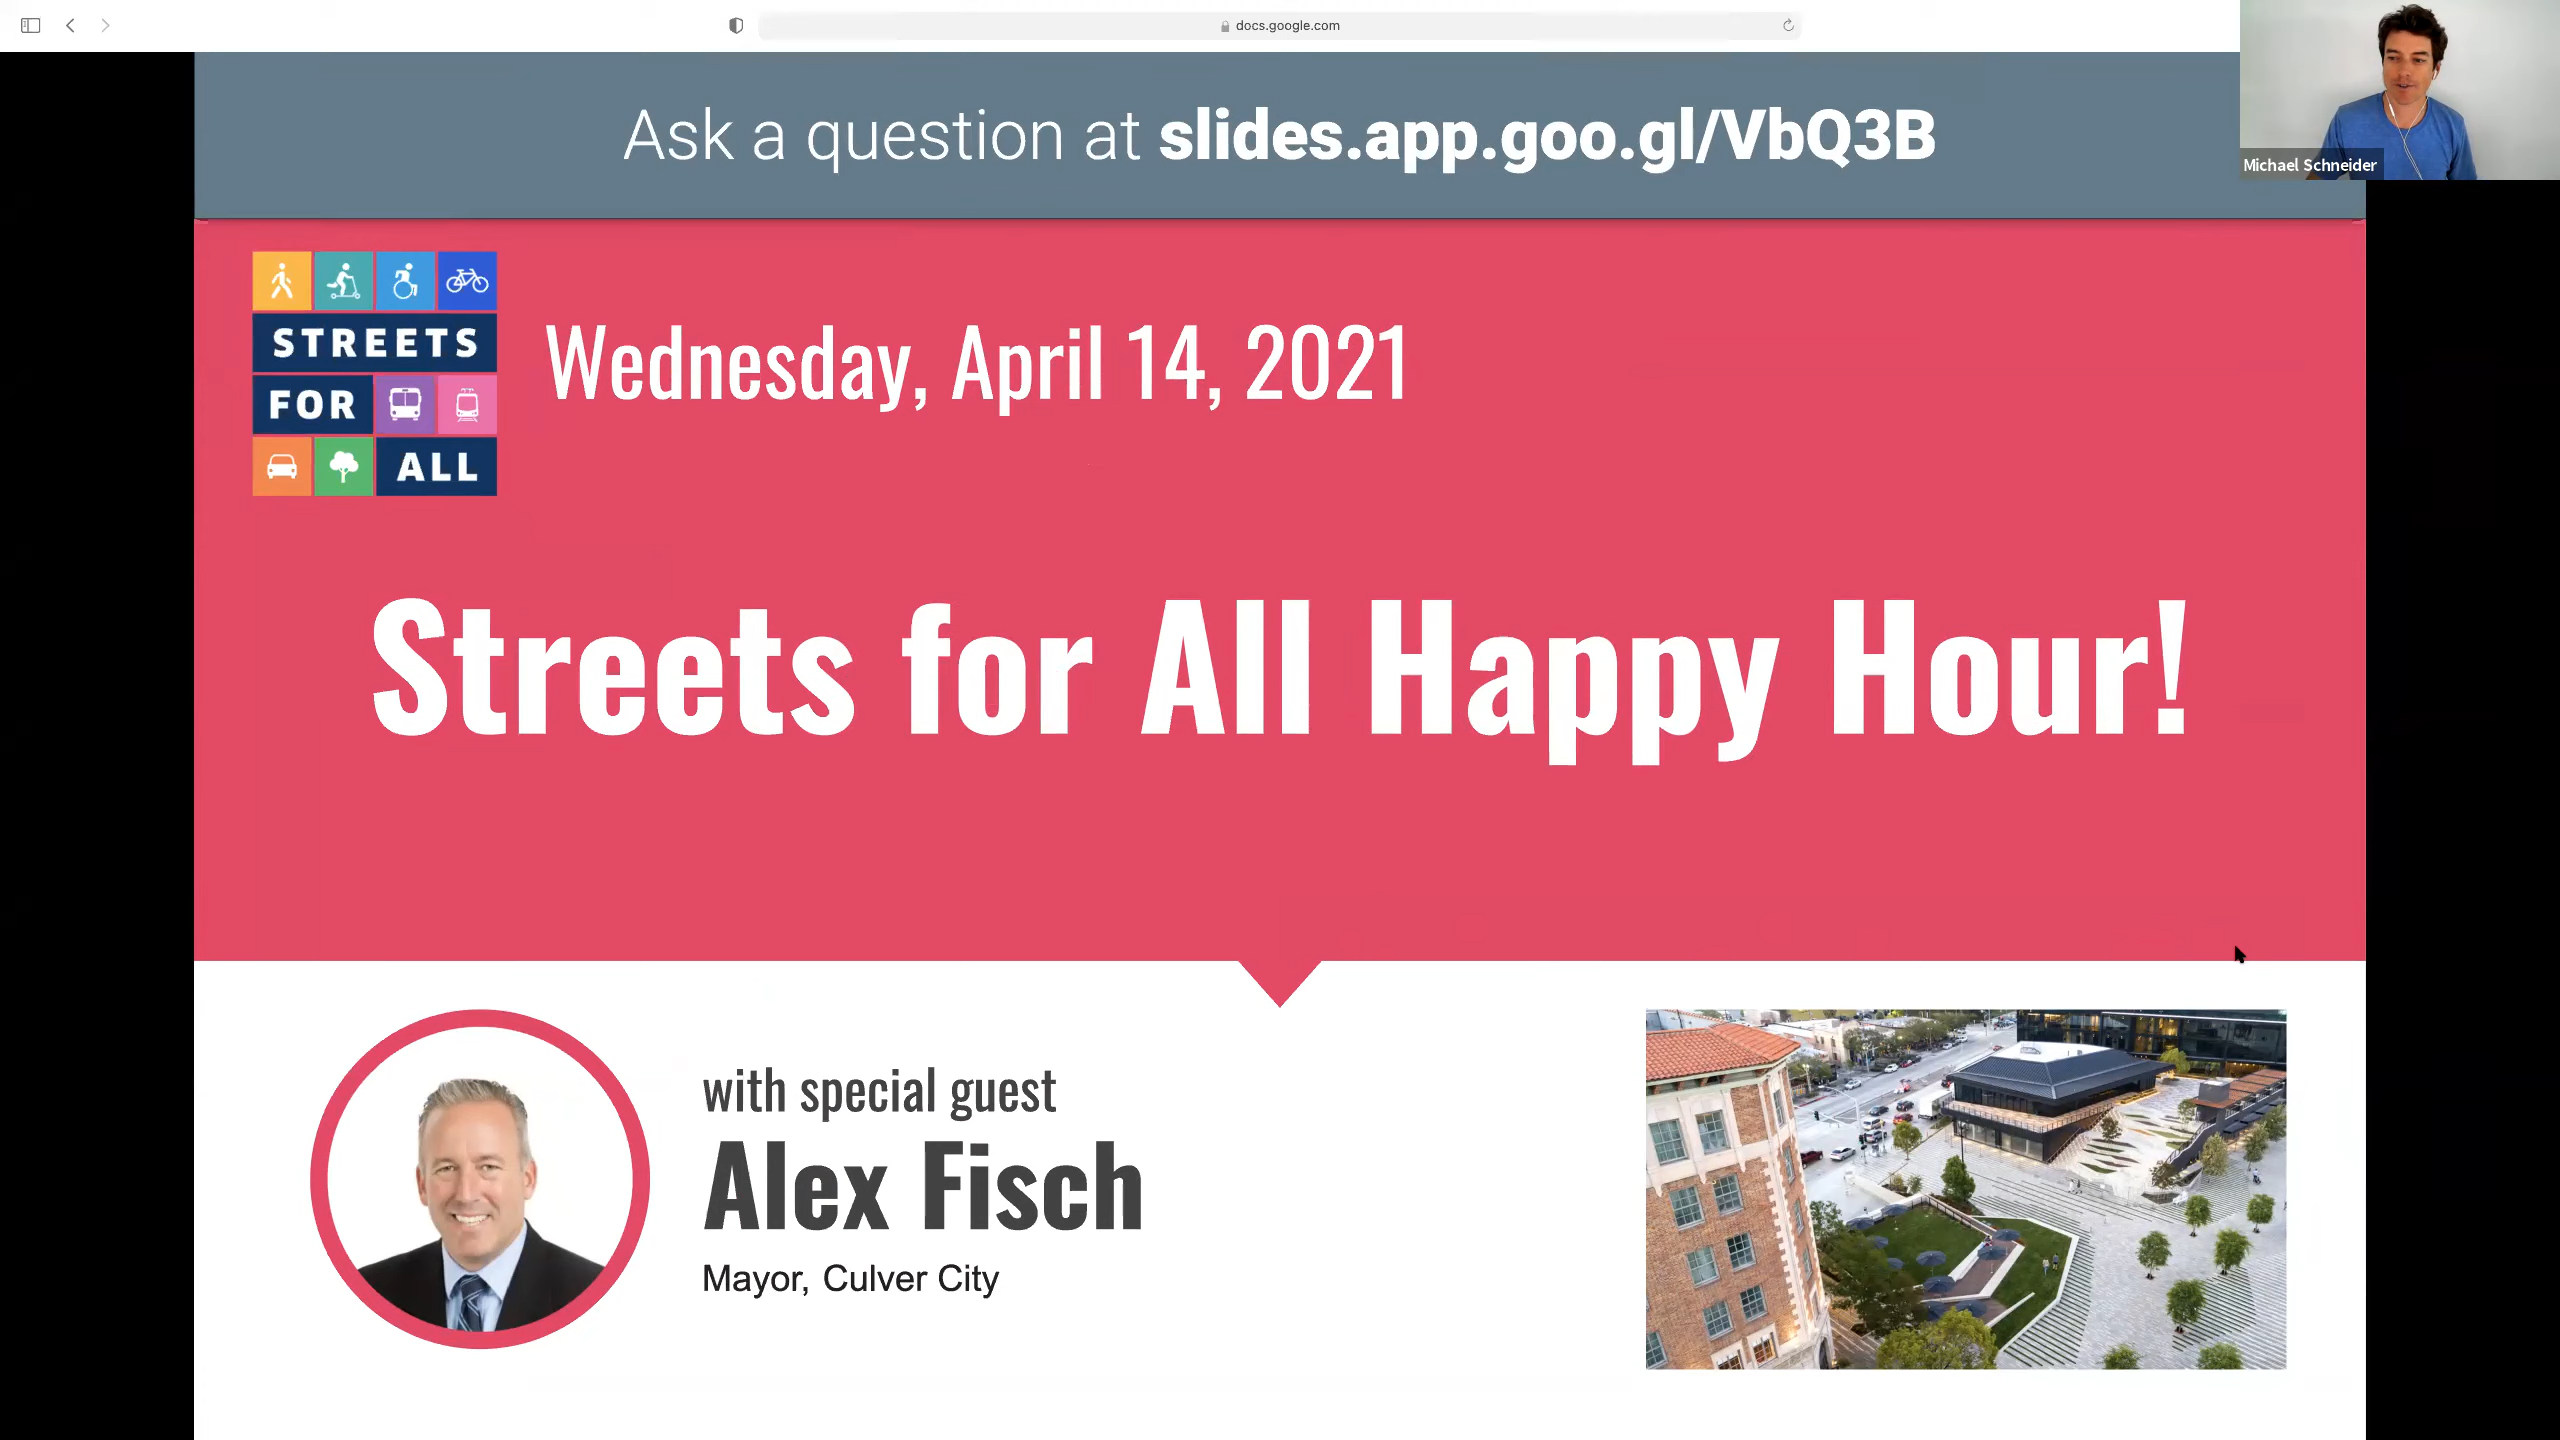 docs.google.com
Ask a question at slides.app.goo.gl/VbQ3B
Michael Schneider
STREETS
FOR
ALL
Wednesday, April 14, 2021
Streets for All Happy Hour!
with special guest
Alex Fisch
Mayor, Culver City